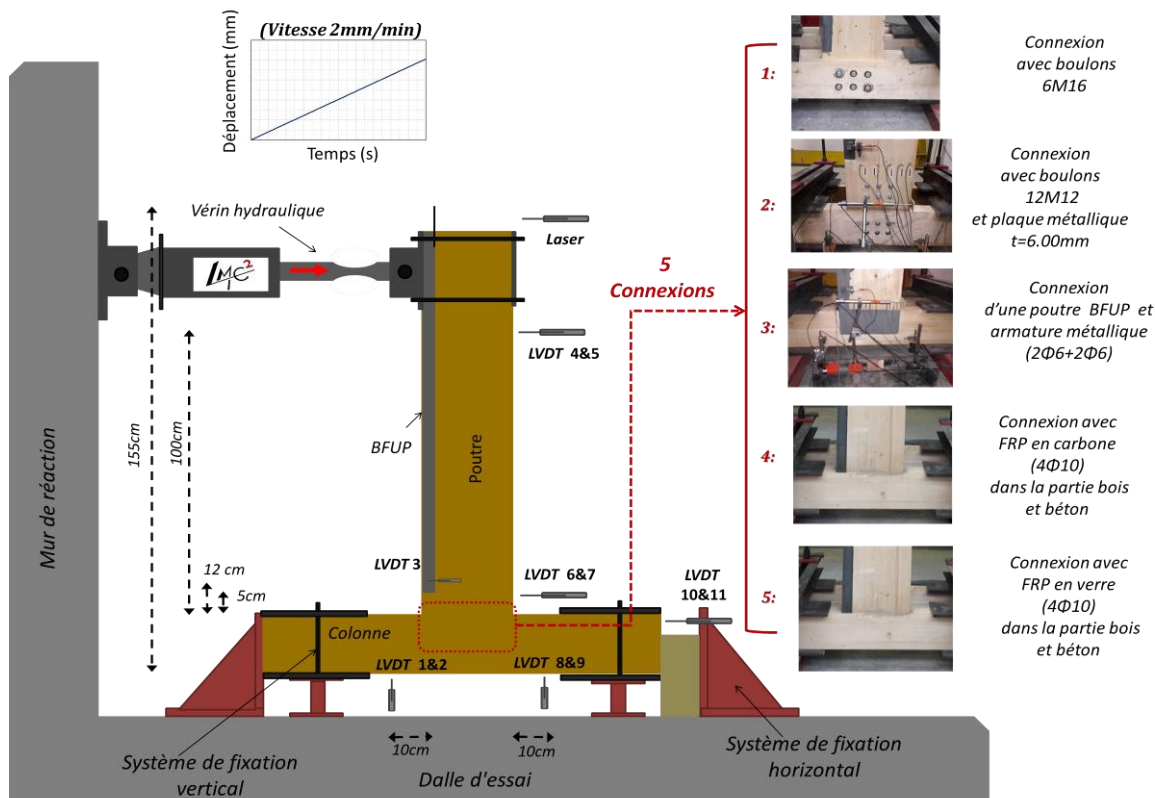 (Vitesse 2mm/min)
Déplacement (mm)
Temps (s)
Vérin hydraulique
LMC²
Laser
LVDT 4&5
5
Connexions
155cm
100cm
BFUP
Poutre
Mur de réaction
12 cm
5cm
LVDT 3
LVDT 6&7
LVDT
10&11
Colonne
LVDT 1&2
LVDT 8&9
10cm
10cm
Système de fixation
vertical
Dalle d'essai
Système de fixation
horizontal
1:
Connexion
avec boulons
6M16
2:
Connexion
avec boulons
12M12
et plaque métallique
t=6.00mm
3:
Connexion
d'une poutre BFUP et
armature métallique
(2Φ6+2Φ6)
4:
Connexion avec
FRP en carbone
(4Φ10)
dans la partie bois
et béton
5:
Connexion avec
FRP en verre
(4Φ10)
dans la partie bois
et béton